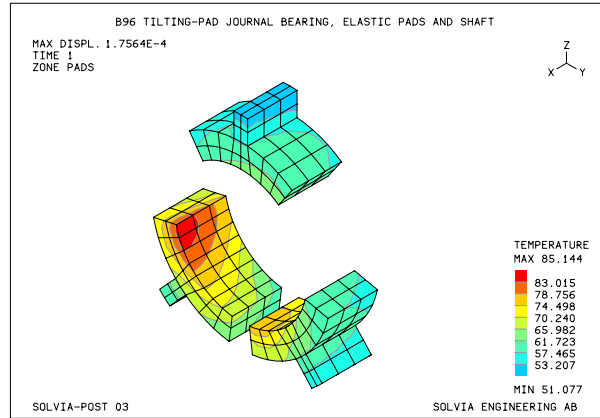 B96 TILTING-PAD JOURNAL BEARING, ELASTIC PADS AND SHAFT
MAX DISPL. 1.7564E-4
TIME 1
ZONE PADS
Z
X Y
TEMPERATURE
MAX 85.144
83.015
78.756
74.498
70.240
65.982
61.723
57.465
53.207
MIN 51.077
SOLVIA-POST 03
SOLVIA ENGINEERING AB